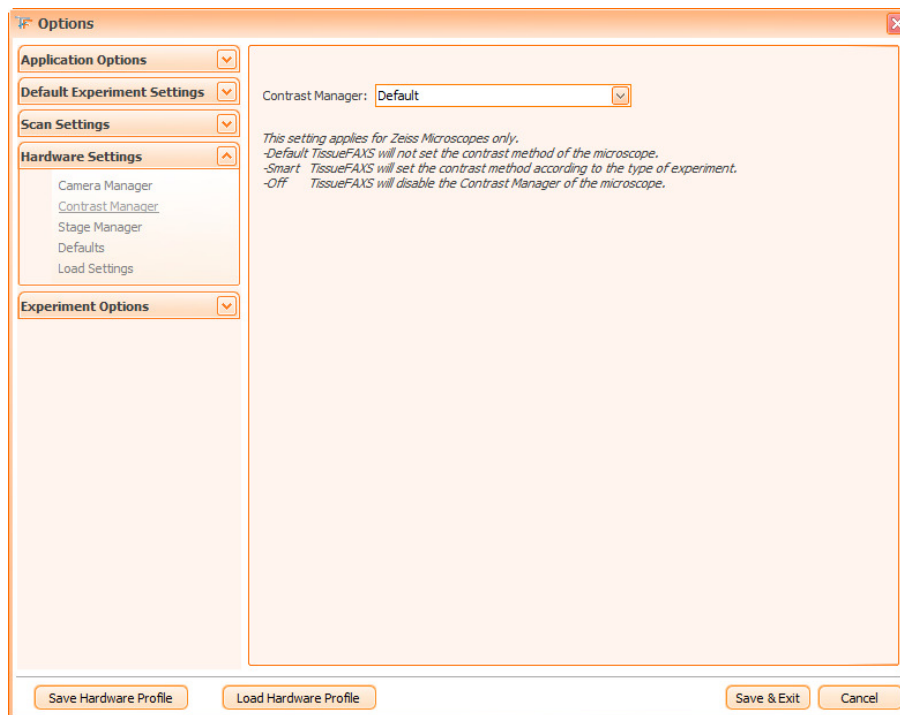 Options
Application Options
Default Experiment Settings
Scan Settings
Hardware Settings
Camera Manager
Contrast Manager
Stage Manager
Defaults
Load Settings
Experiment Options
Contrast Manager: Default
This setting applies for Zeiss Microscopes only.
-Default TissueFAXS will not set the contrast method of the microscope.
-Smart TissueFAXS will set the contrast method according to the type of experiment.
-Off TissueFAXS will disable the Contrast Manager of the microscope.
Save Hardware Profile
Load Hardware Profile
Save & Exit
Cancel